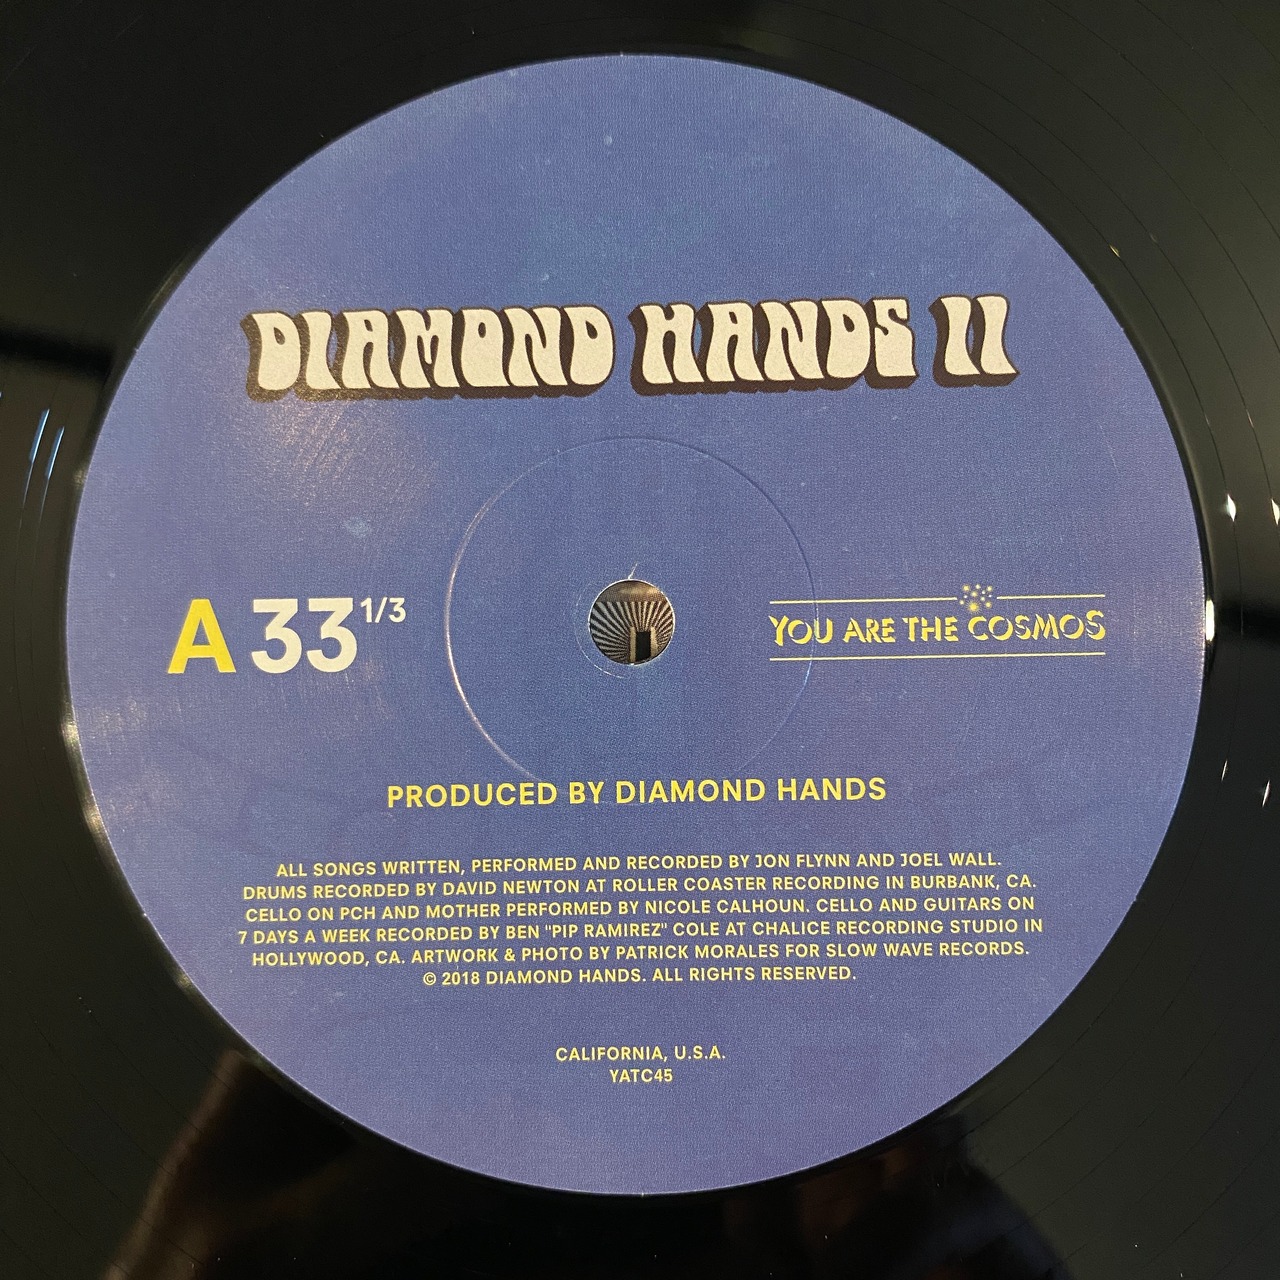 DIAMOND HANDS II
A 33 1/3
YOU ARE THE COSMOS
PRODUCED BY DIAMOND HANDS
ALL SONGS WRITTEN, PERFORMED AND RECORDED BY JON FLYNN AND JOEL WALL.
DRUMS RECORDED BY DAVID NEWTON AT ROLLER COASTER RECORDING IN BURBANK, CA.
CELLO ON PCH AND MOTHER PERFORMED BY NICOLE CALHOUN. CELLO AND GUITARS ON
7 DAYS A WEEK RECORDED BY BEN "PIP RAMIREZ" COLE AT CHALICE RECORDING STUDIO IN
HOLLYWOOD, CA. ARTWORK & PHOTO BY PATRICK MORALES FOR SLOW WAVE RECORDS.
© 2018 DIAMOND HANDS. ALL RIGHTS RESERVED.
CALIFORNIA, U.S.A.
YATC45